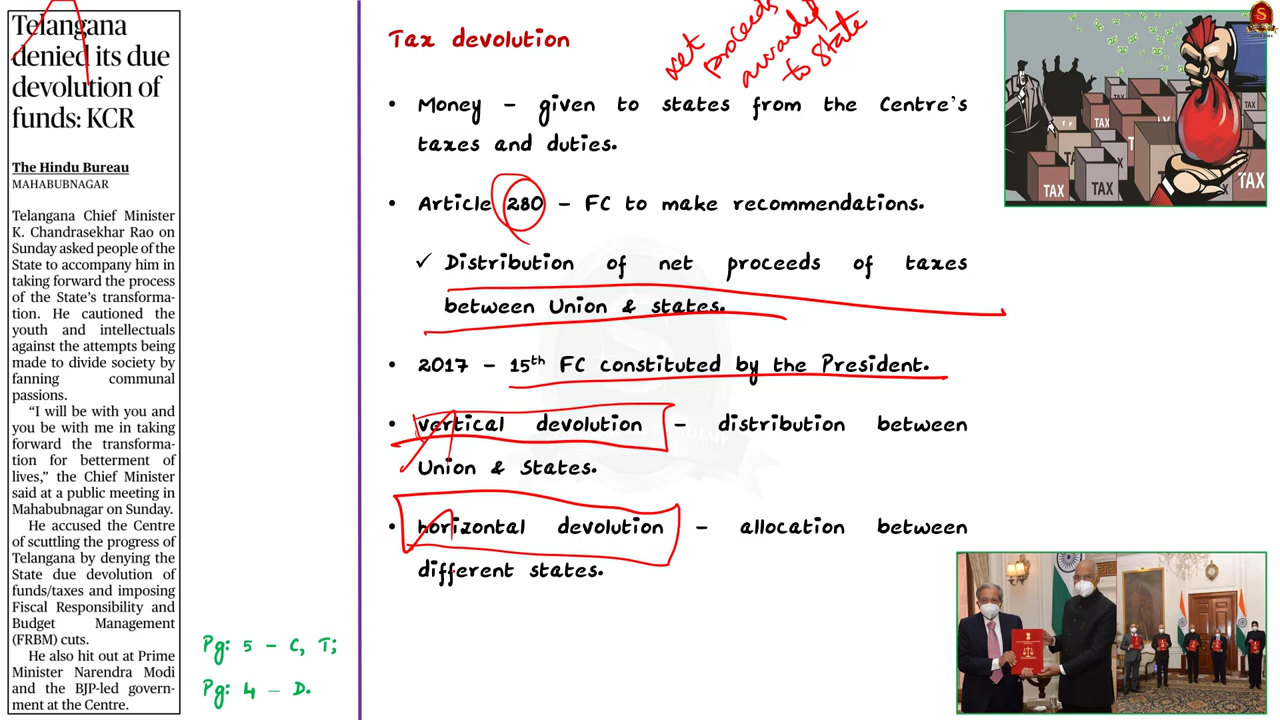 Telangana
denied its due
devolution of
funds: KCR
The Hindu Bureau
MAHABUBNAGAR
Telangana Chief Minister
K. Chandrasekhar Rao on
Sunday asked people of the
State to accompany him in
taking forward the process
of the State's transforma-
tion. He cautioned the
youth and intellectuals
against the attempts being
made to divide society by
fanning communal
passions.
"I will be with you and
you be with me in taking
forward the transforma-
tion for betterment of
lives," the Chief Minister
said at a public meeting in
Mahabubnagar on Sunday.
He accused the Centre
of scuttling the progress of
Telangana by denying the
State due devolution of
funds/taxes and imposing
Fiscal Responsibility and
Budget Management
(FRBM) cuts.
He also hit out at Prime
Minister Narendra Modi
and the BJP-led govern-
ment at the Centre.
Pg: 5 - C, T;
Pg: 4 - D.
Tax devolution
net
proceeds
awarded
to State
• Money - given to states from the Centre's
taxes and duties.
• Article 280 - FC to make recommendations.
✓ Distribution of net proceeds of taxes
between Union & states.
• 2017 - 15th FC constituted by the President.
• vertical devolution - distribution between
Union & States.
• horizontal devolution - allocation between
different states.
TAX
TAX
TAX
TAX
TAX
TAX